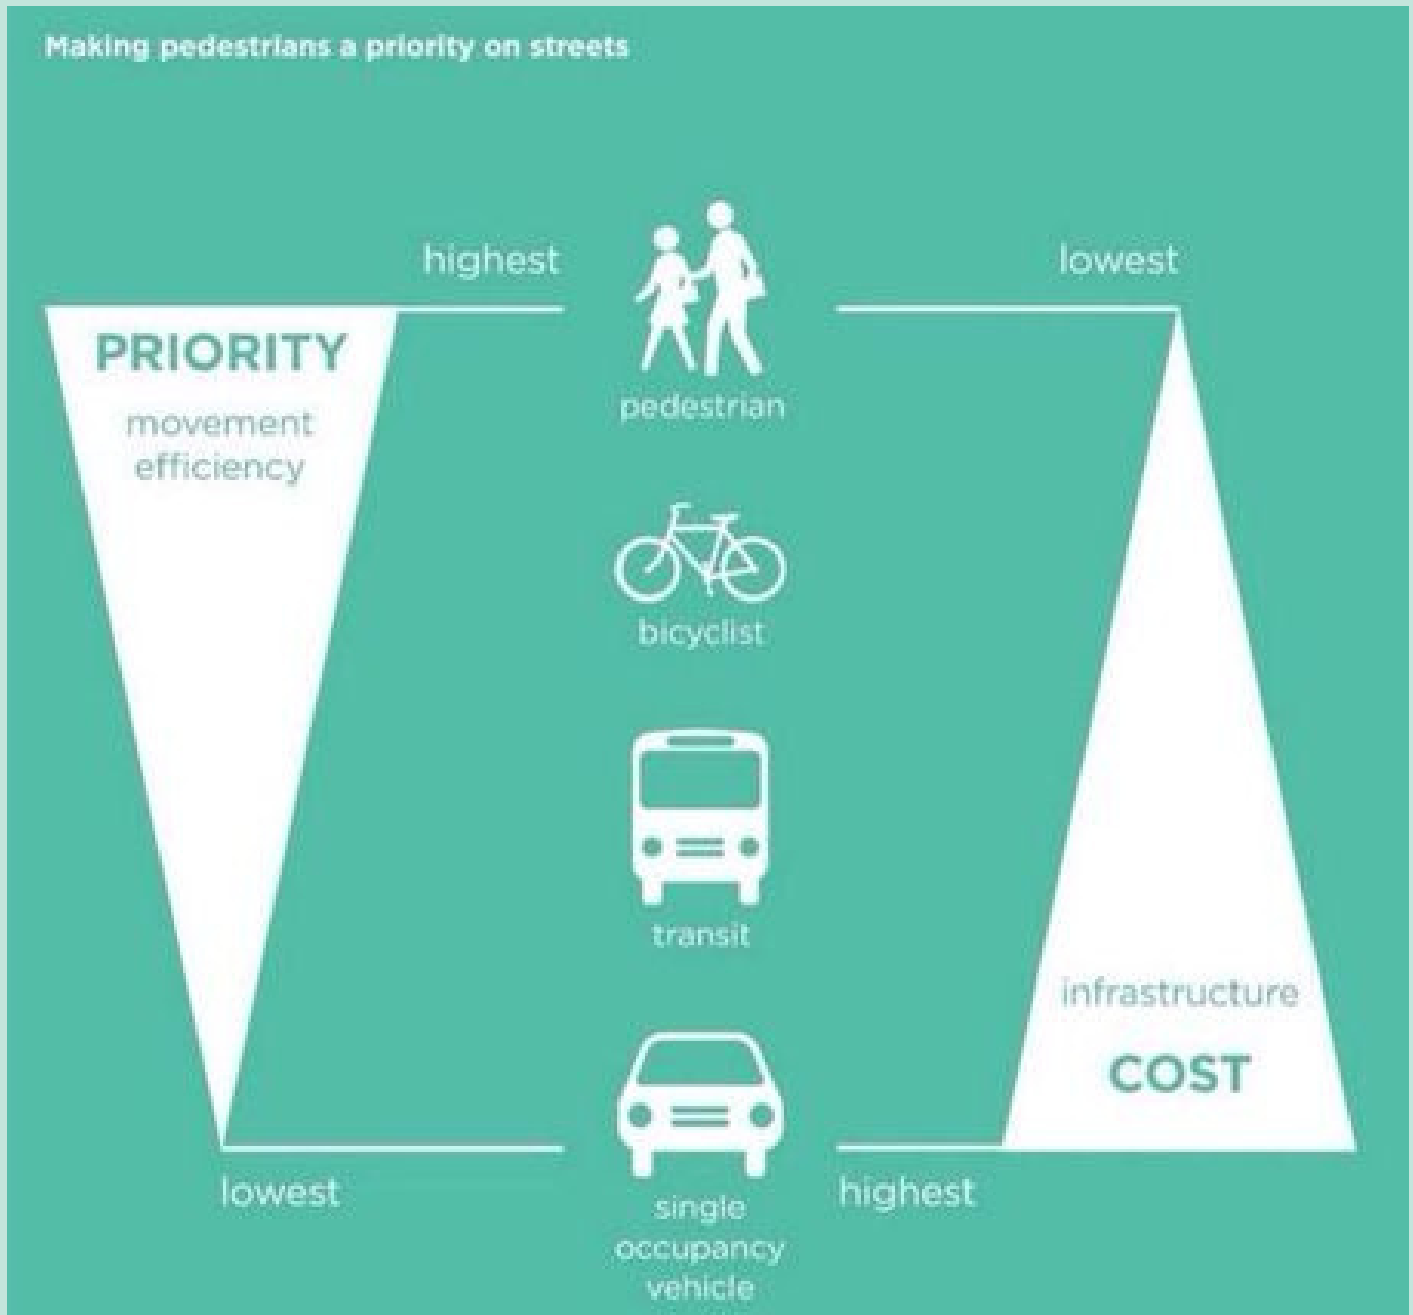 Making pedestrians a priority on streets
highest
lowest
PRIORITY
movement
efficiency
pedestrian
bicyclist
transit
infrastructure
COST
lowest
highest
single
occupancy
vehicle